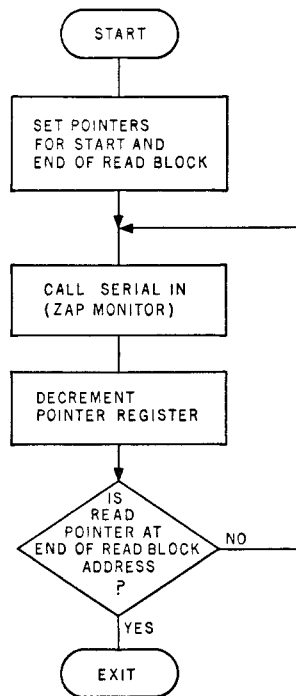 START
SET POINTERS
FOR START AND
END OF READ BLOCK
CALL SERIAL IN
(ZAP MONITOR)
DECREMENT
POINTER REGISTER
IS
READ
POINTER AT
END OF READ BLOCK
ADDRESS
?
NO
YES
EXIT